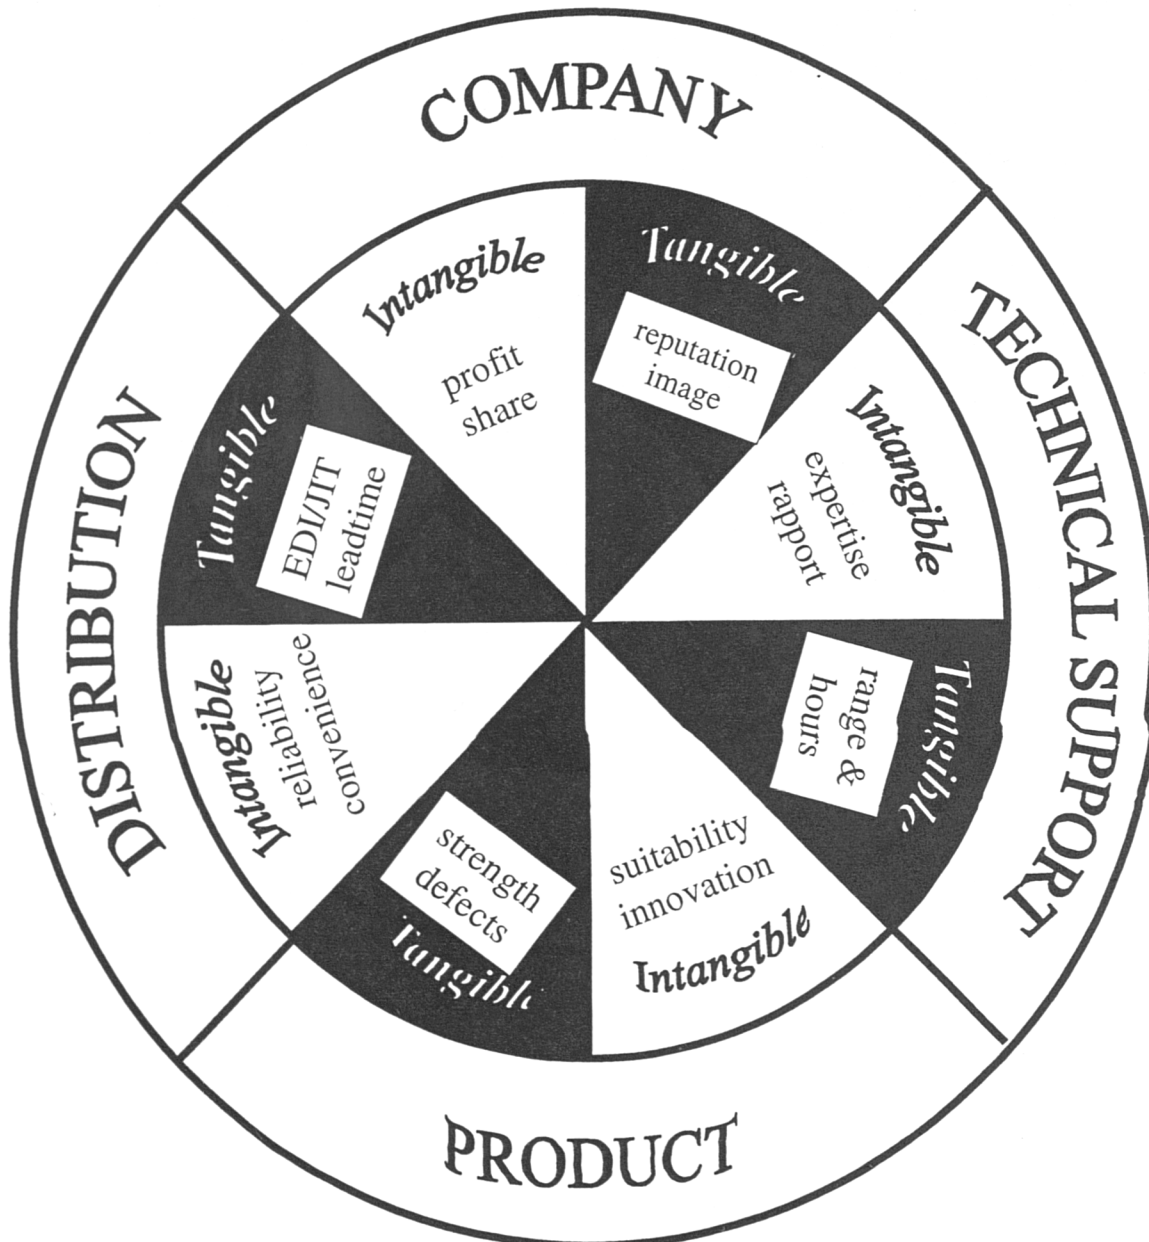 COMPANY
Intangible
profit
share
Tangible
reputation
image
TECHNICAL SUPPORT
Intangible
expertise
rapport
Tangible
range &
hours
PRODUCT
suitability
innovation
Intangible
strength
defects
Tangible
DISTRIBUTION
Intangible
reliability
convenience
Tangible
EDI/JIT
leadtime